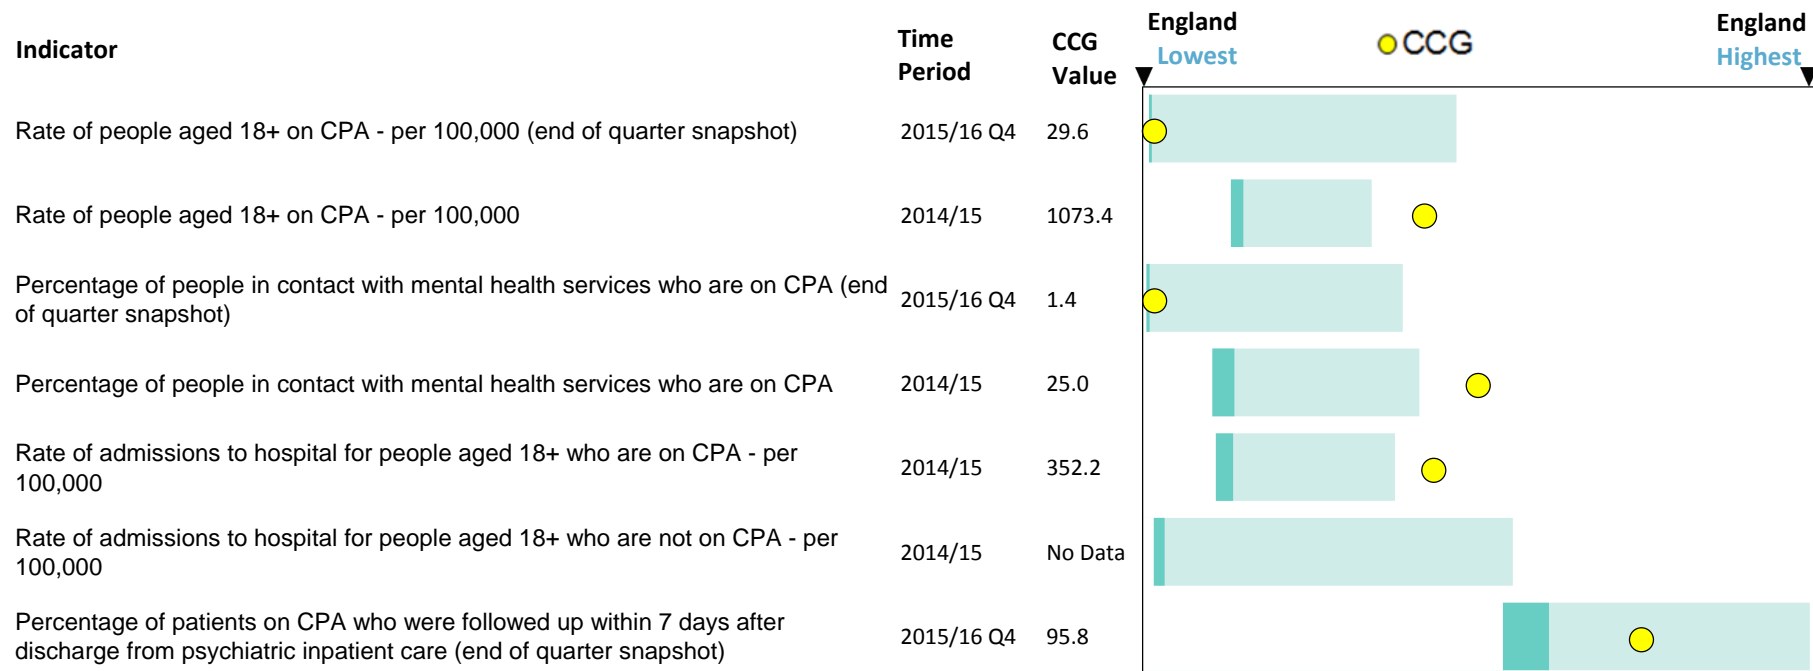 Indicator
Time
Period
CCG
Value
England
Lowest
CCG
England
Highest
Rate of people aged 18+ on CPA - per 100,000 (end of quarter snapshot) 2015/16 Q4 29.6
Rate of people aged 18+ on CPA - per 100,000 2014/15 1073.4
Percentage of people in contact with mental health services who are on CPA (end
of quarter snapshot)
2015/16 Q4 1.4
Percentage of people in contact with mental health services who are on CPA 2014/15 25.0
Rate of admissions to hospital for people aged 18+ who are on CPA - per
100,000
2014/15 352.2
Rate of admissions to hospital for people aged 18+ who are not on CPA - per
100,000
2014/15 No Data
Percentage of patients on CPA who were followed up within 7 days after
discharge from psychiatric inpatient care (end of quarter snapshot)
2015/16 Q4 95.8